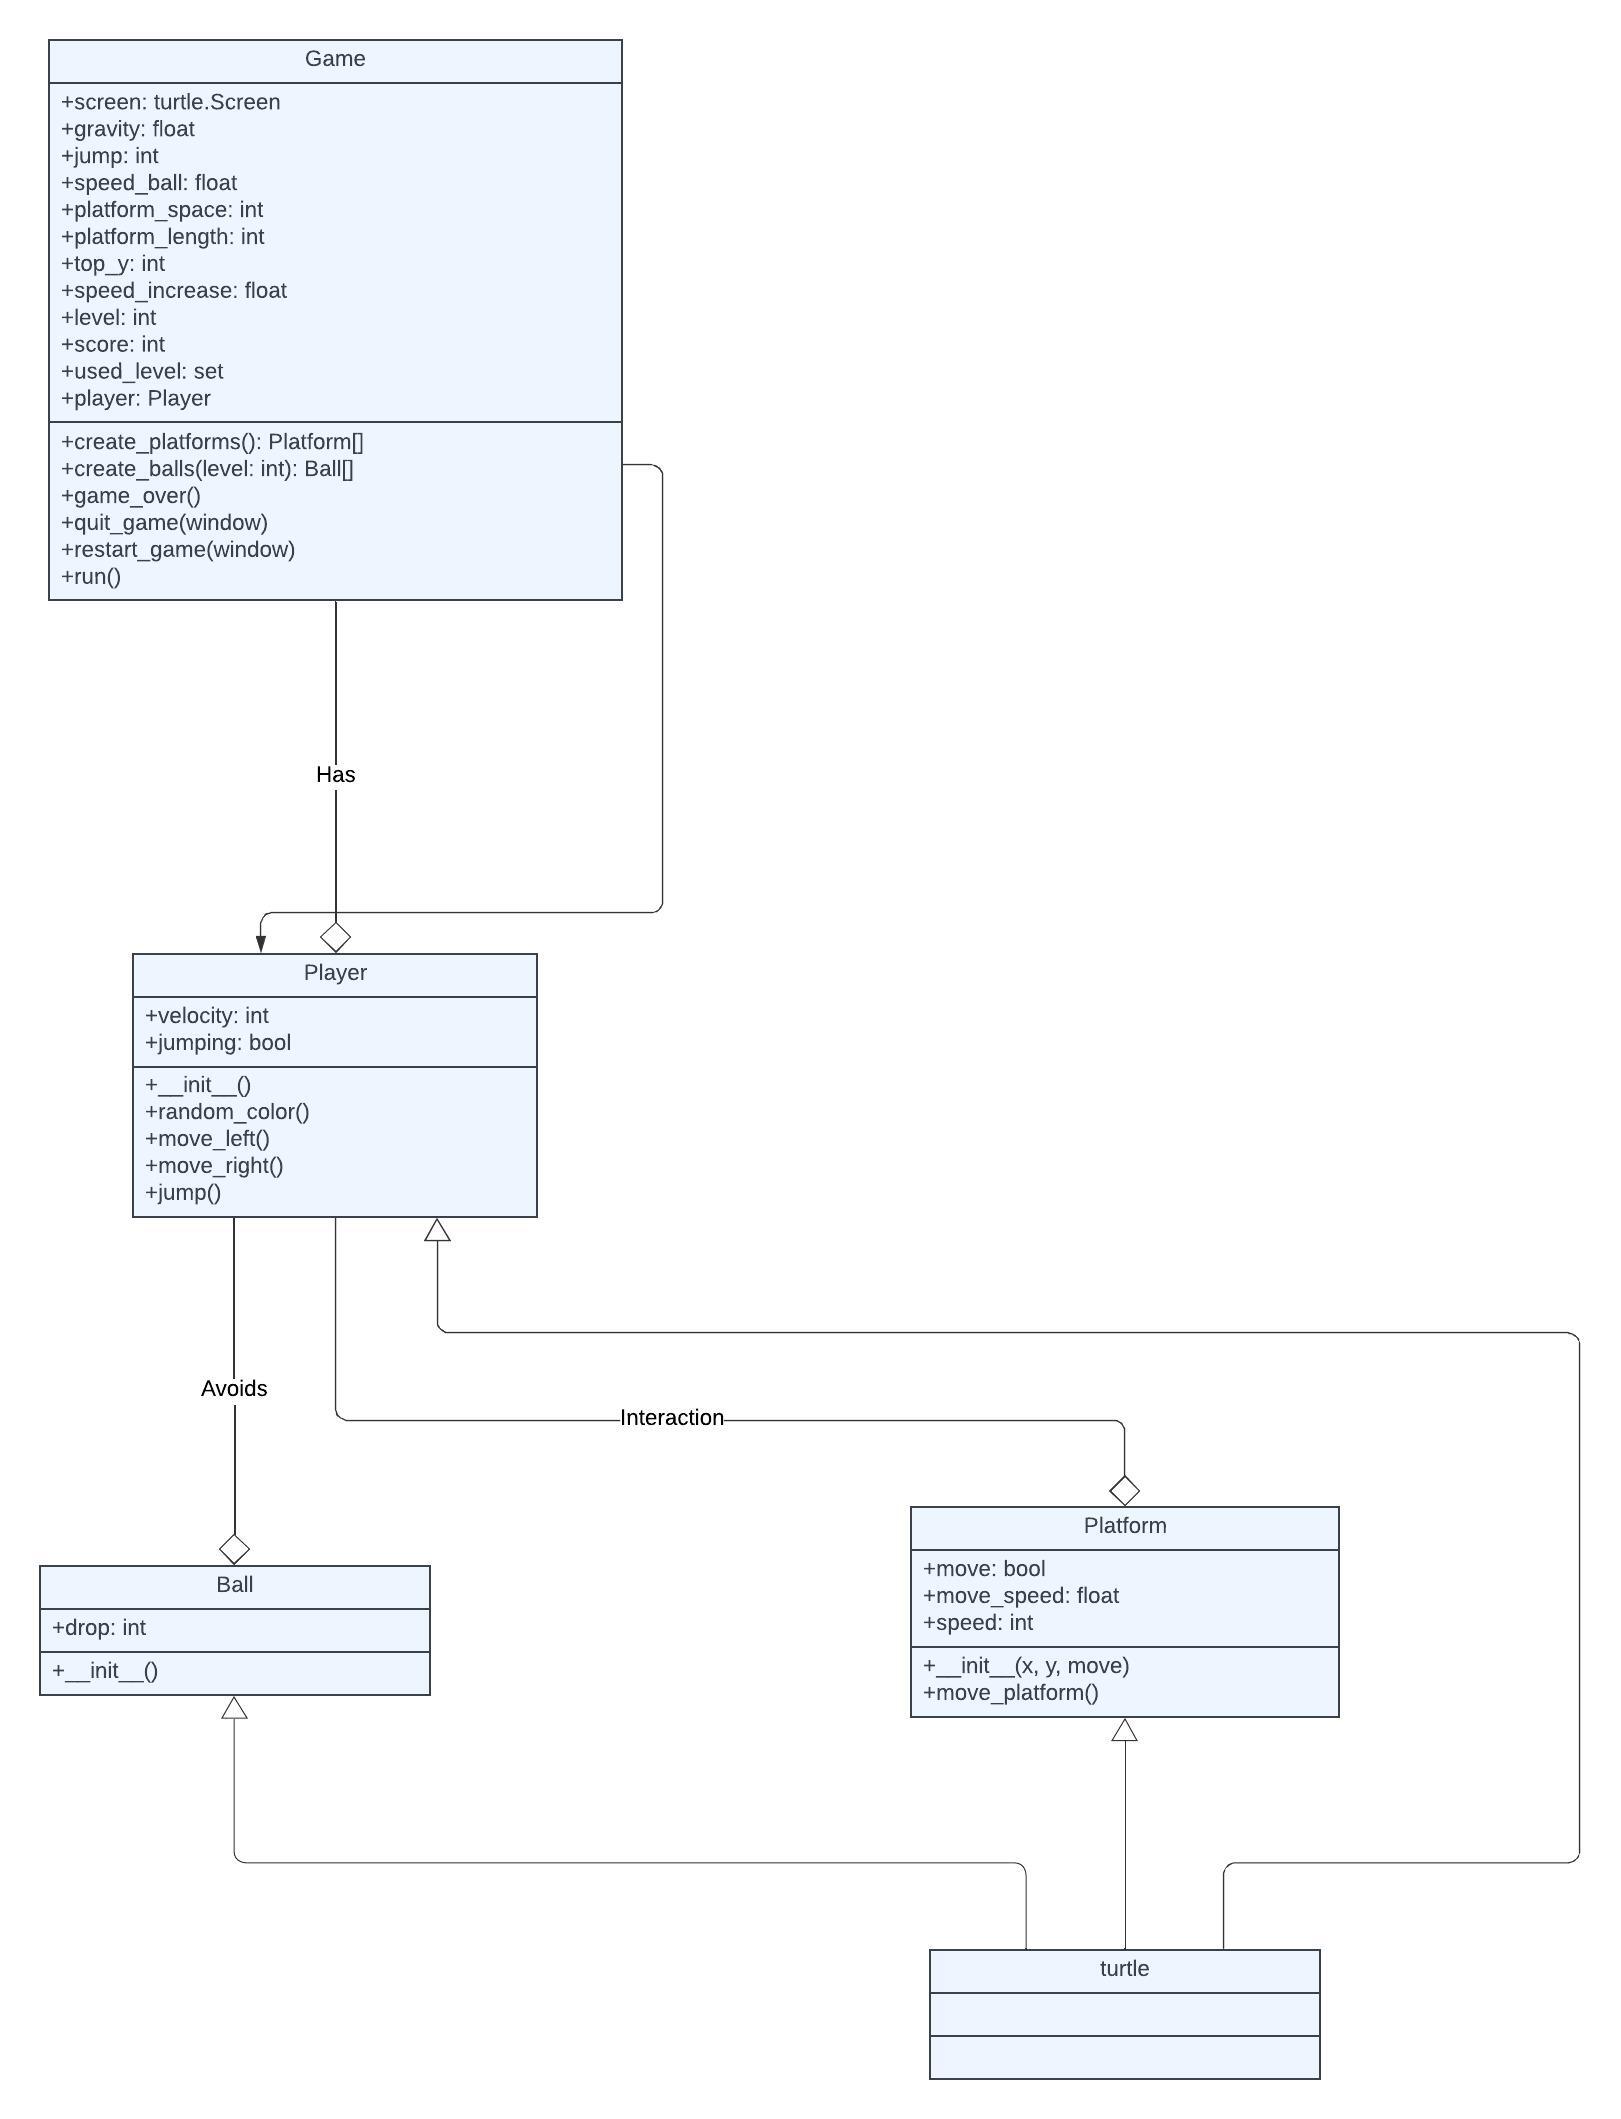 Game
+screen: turtle.Screen
+gravity: float
+jump: int
+speed_ball: float
+platform_space: int
+platform_length: int
+top_y: int
+speed_increase: float
+level: int
+score: int
+used_level: set
+player: Player
+create_platforms(): Platform[]
+create_balls(level: int): Ball[]
+game_over()
+quit_game(window)
+restart_game(window)
+run()
Has
Player
+velocity: int
+jumping: bool
+__init__()
+random_color()
+move_left()
+move_right()
+jump()
Avoids
Interaction
Platform
+move: bool
+move_speed: float
+speed: int
+__init__(x, y, move)
+move_platform()
Ball
+drop: int
+__init__()
turtle